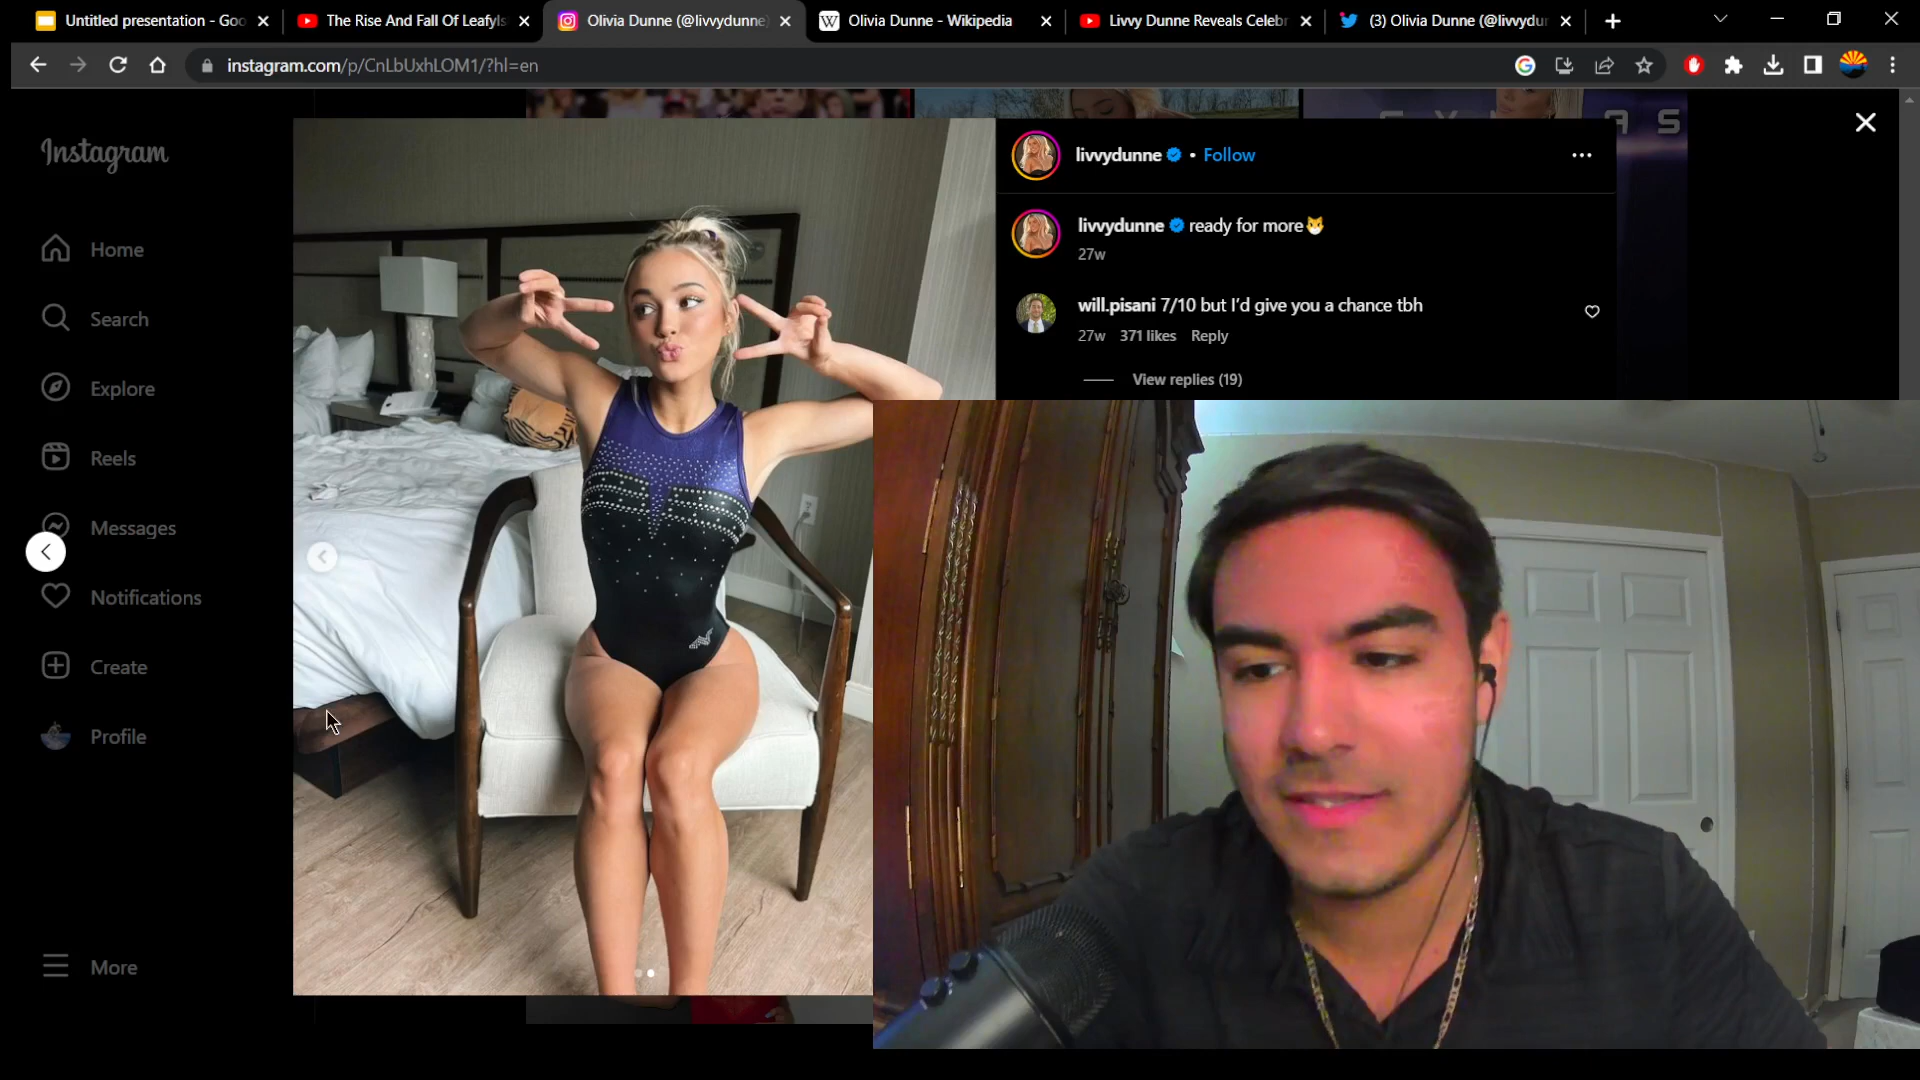 Untitled presentation - Goo
The Rise And Fall Of Leafyls
Olivia Dunne (@livvydunne)
Olivia Dunne - Wikipedia
Livvy Dunne Reveals Celebr
(3) Olivia Dunne (@livvydun
instagram.com/p/CnLbUxhLOM1/?hl=en
Instagram
livvydunne • Follow
livvydunne ready for more
27w
will.pisani 7/10 but I'd give you a chance tbh
27w 371 likes Reply
View replies (19)
Home
Search
Explore
Reels
Messages
Notifications
Create
Profile
More